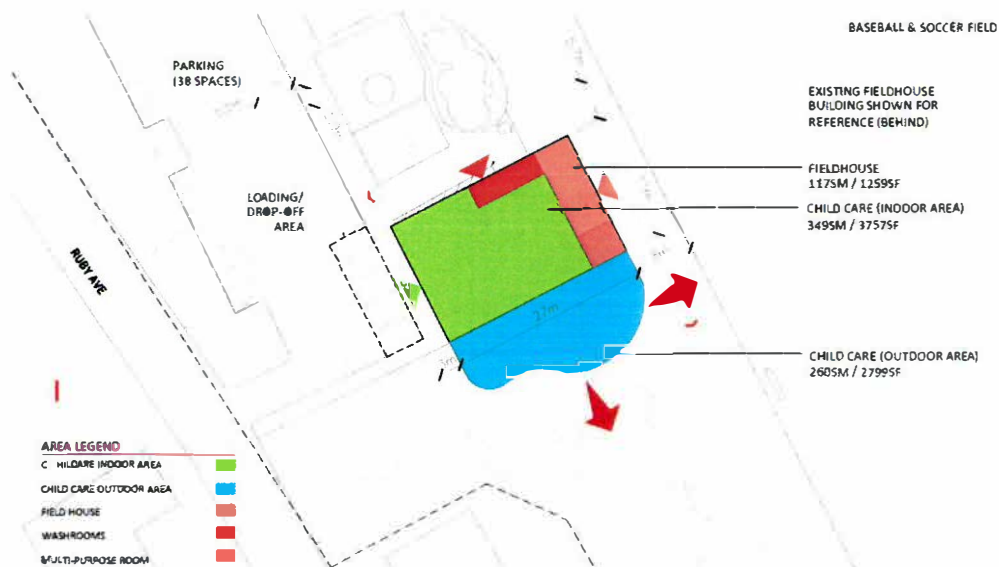 BASEBALL & SOCCER FIELD
PARKING
(38 SPACES)
EXISTING FIELDHOUSE
BUILDING SHOWN FOR
REFERENCE (BEHIND)
FIELDHOUSE
117SM / 1259SF
CHILD CARE (INDOOR AREA)
349SM / 3757SF
LOADING/
DROP-OFF
AREA
RUBY AVE
27m
5m
CHILD CARE (OUTDOOR AREA)
260SM / 2799SF
AREA LEGEND
C HILDARE INDOOR AREA
CHILD CARE OUTDOOR AREA
FIELD HOUSE
WASHROOMS
MULTI-PURPOSE ROOM